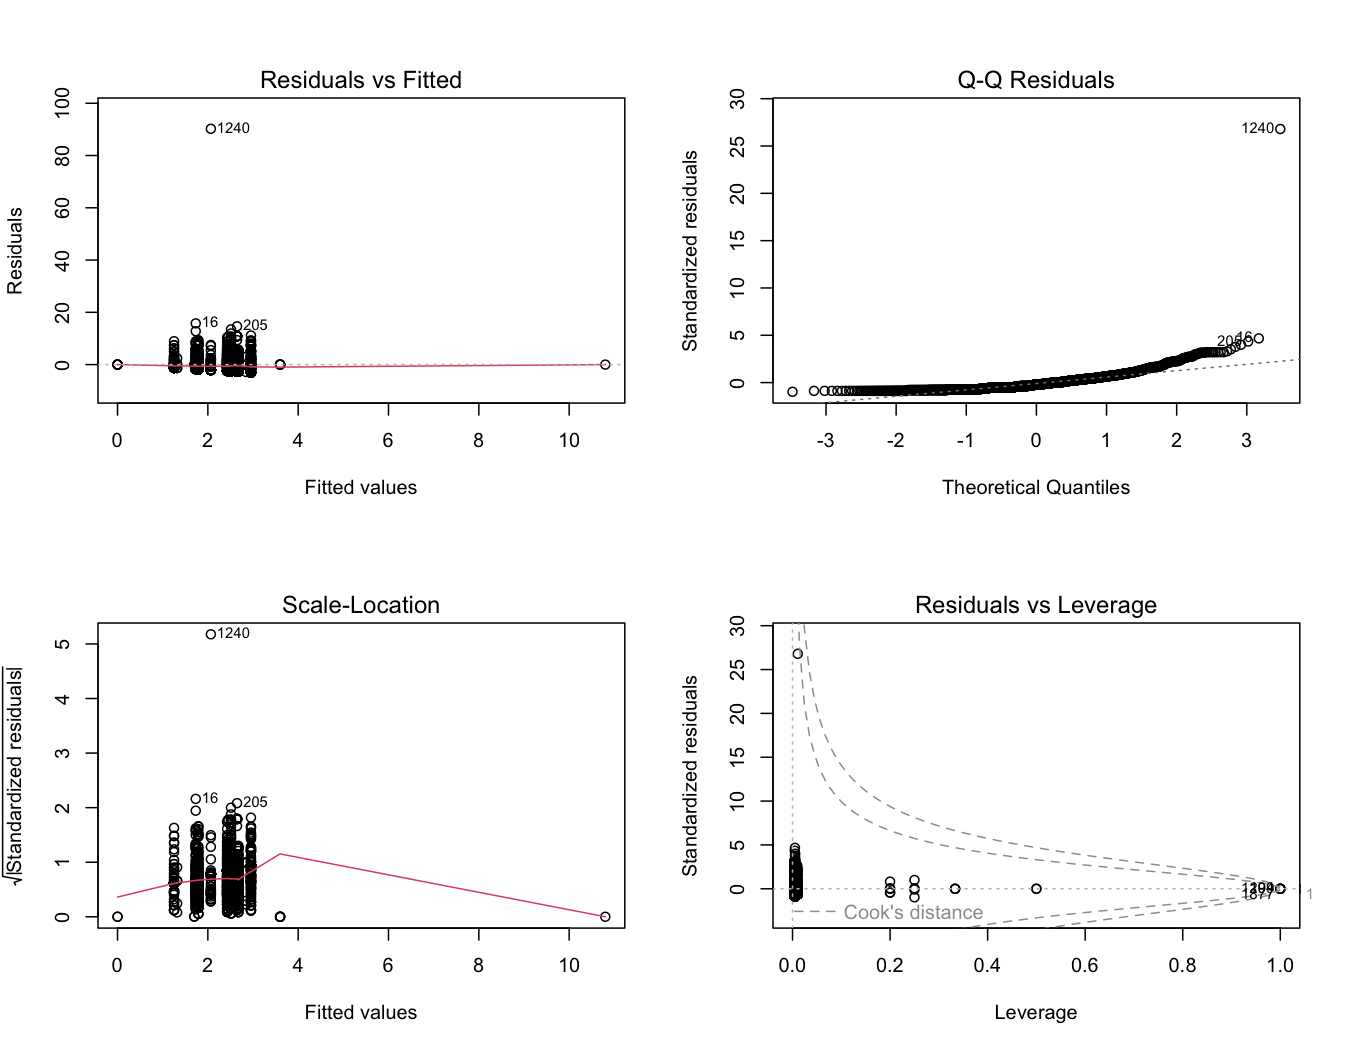 Residuals vs Fitted
Residuals
100
80
60
40
20
0
1240
16
205
0 2 4 6 8 10
Fitted values
Q-Q Residuals
Standardized residuals
30
25
20
15
10
5
0
1240
16
205
-3 -2 -1 0 1 2 3
Theoretical Quantiles
Scale-Location
√|Standardized residuals|
5
4
3
2
1
0
1240
16
205
0 2 4 6 8 10
Fitted values
Residuals vs Leverage
Standardized residuals
30
25
20
15
10
5
0
1877
1
Cook's distance
0.0 0.2 0.4 0.6 0.8 1.0
Leverage